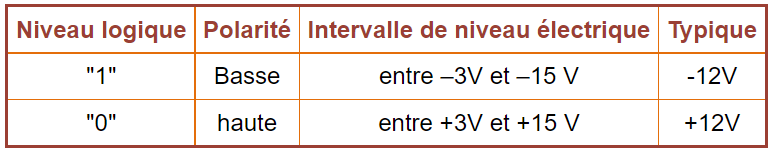 Niveau logique Polarité Intervalle de niveau électrique Typique
"1" Basse entre –3V et –15 V -12V
"0" haute entre +3V et +15 V +12V